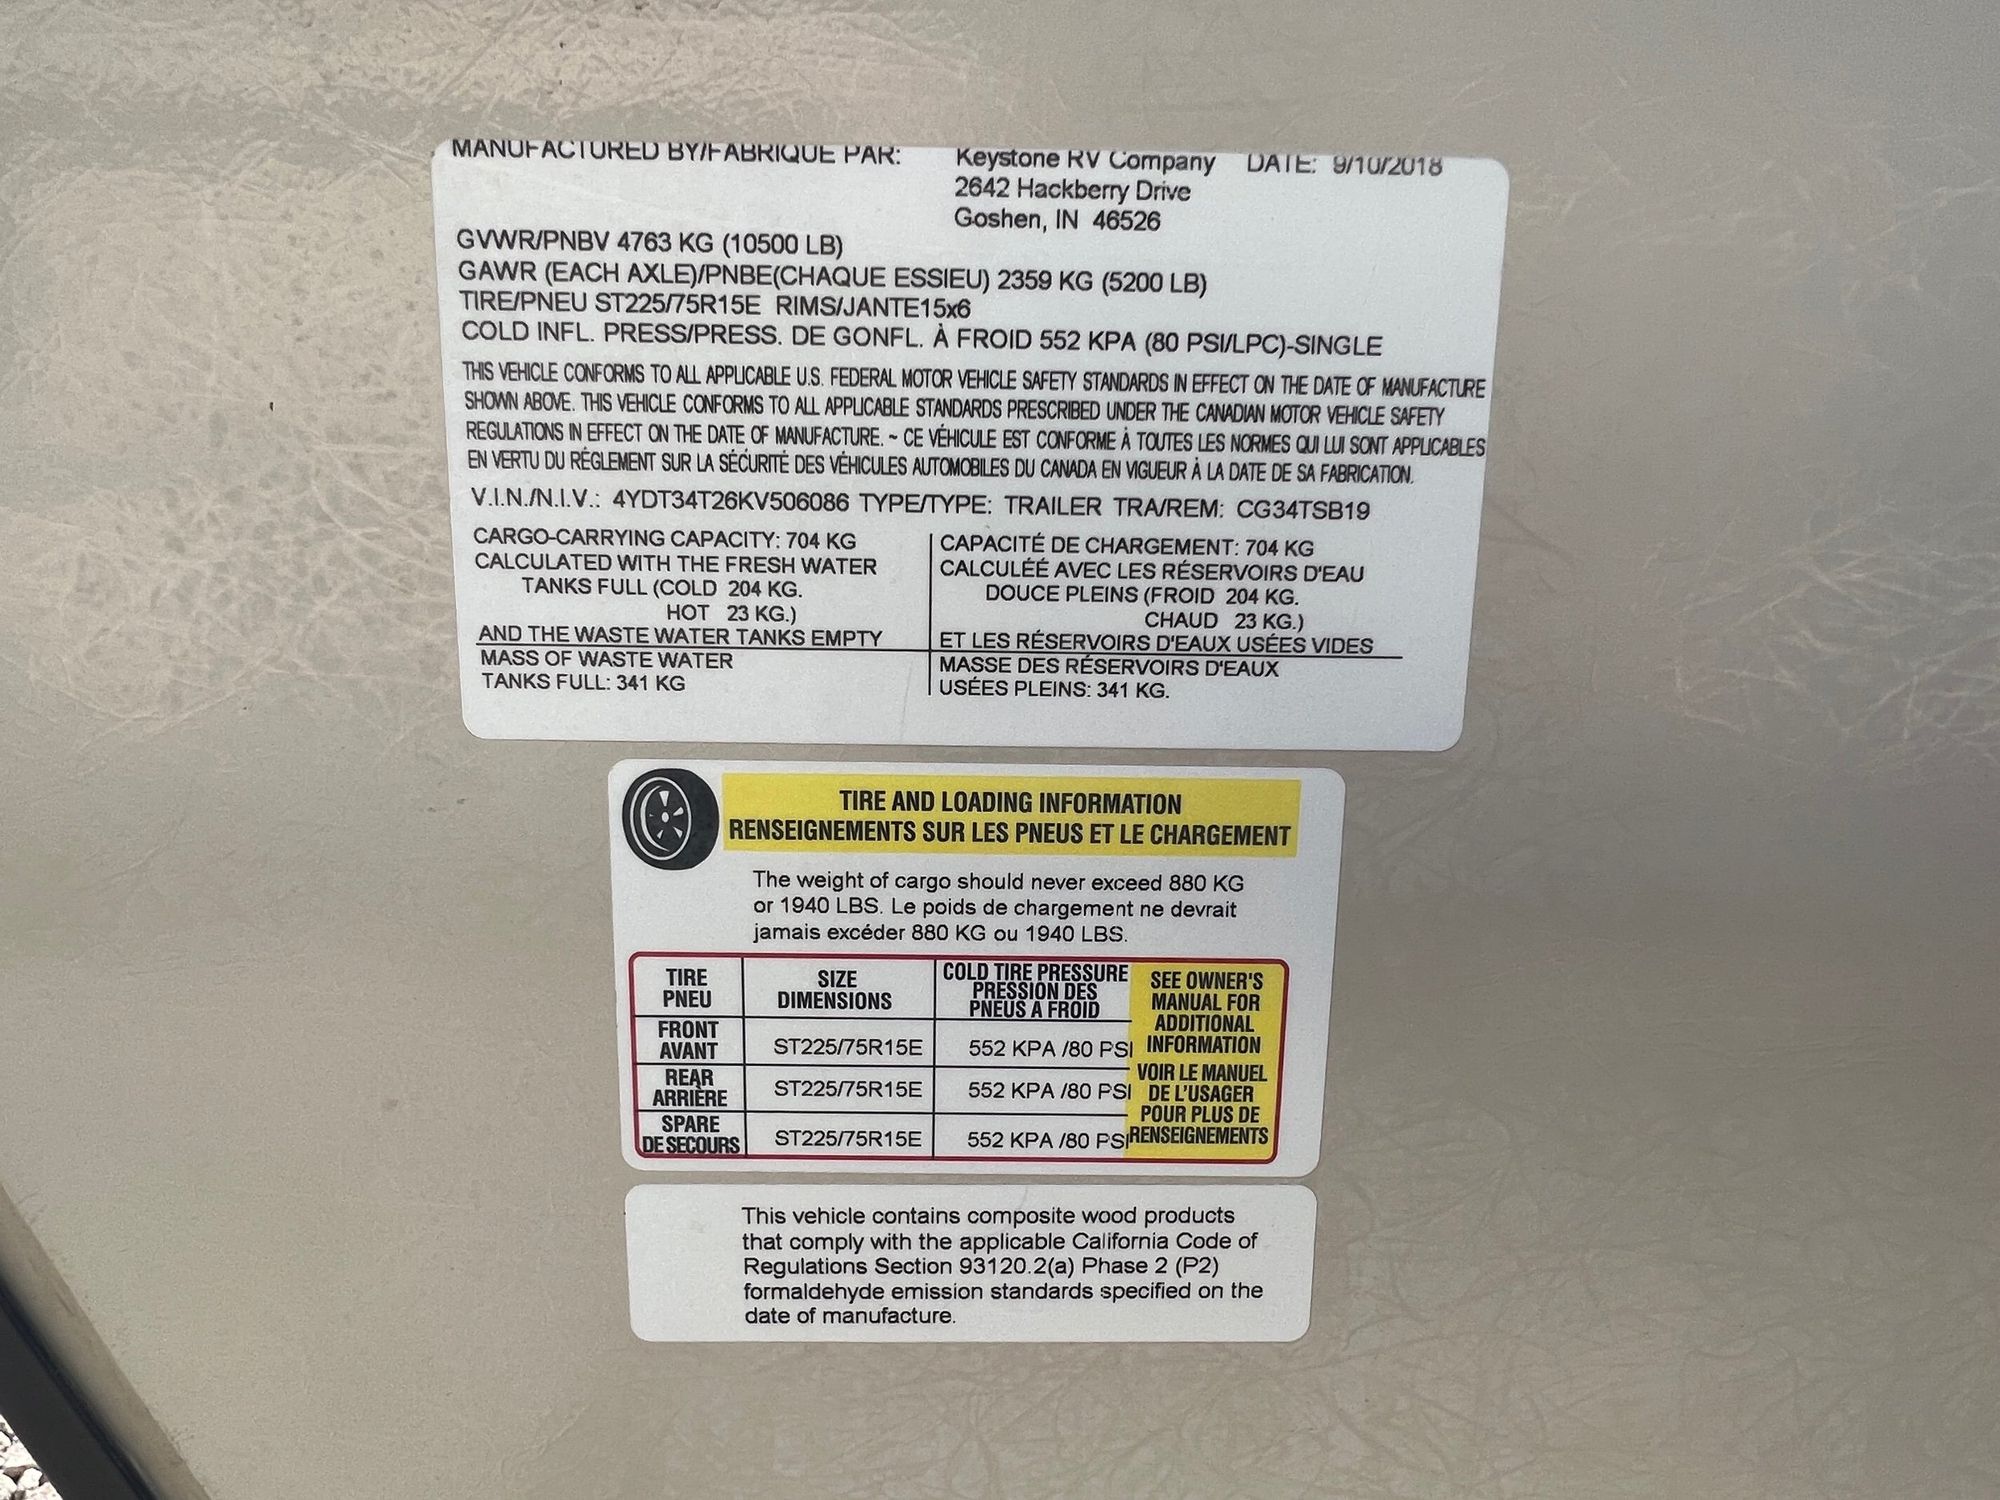 MANUFACTURED BY/FABRIQUE PAR: Keystone RV Company DATE: 9/10/2018
2642 Hackberry Drive
Goshen, IN 46526
GVWR/PNBV 4763 KG (10500 LB)
GAWR (EACH AXLE)/PNBE(CHAQUE ESSIEU) 2359 KG (5200 LB)
TIRE/PNEU ST225/75R15E RIMS/JANTE15x6
COLD INFL. PRESS/PRESS. DE GONFL. À FROID 552 KPA (80 PSI/LPC)-SINGLE
THIS VEHICLE CONFORMS TO ALL APPLICABLE U.S. FEDERAL MOTOR VEHICLE SAFETY STANDARDS IN EFFECT ON THE DATE OF MANUFACTURE
SHOWN ABOVE. THIS VEHICLE CONFORMS TO ALL APPLICABLE STANDARDS PRESCRIBED UNDER THE CANADIAN MOTOR VEHICLE SAFETY
REGULATIONS IN EFFECT ON THE DATE OF MANUFACTURE. ~ CE VÉHICULE EST CONFORME À TOUTES LES NORMES QUI LUI SONT APPLICABLES
EN VERTU DU RÉGLEMENT SUR LA SÉCURITÉ DES VÉHICULES AUTOMOBILES DU CANADA EN VIGUEUR À LA DATE DE SA FABRICATION.
V.I.N./N.I.V.: 4YDT34T26KV506086 TYPE/TYPE: TRAILER TRA/REM: CG34TSB19
CARGO-CARRYING CAPACITY: 704 KG
CALCULATED WITH THE FRESH WATER
TANKS FULL (COLD 204 KG.
HOT 23 KG.)
AND THE WASTE WATER TANKS EMPTY
MASS OF WASTE WATER
TANKS FULL: 341 KG
CAPACITÉ DE CHARGEMENT: 704 KG
CALCULÉÉ AVEC LES RÉSERVOIRS D'EAU
DOUCE PLEINS (FROID 204 KG.
CHAUD 23 KG.)
ET LES RÉSERVOIRS D'EAUX USÉES VIDES
MASSE DES RÉSERVOIRS D'EAUX
USÉES PLEINS: 341 KG.
TIRE AND LOADING INFORMATION
RENSEIGNEMENTS SUR LES PNEUS ET LE CHARGEMENT
The weight of cargo should never exceed 880 KG
or 1940 LBS. Le poids de chargement ne devrait
jamais excéder 880 KG ou 1940 LBS.
TIRE
PNEU
SIZE
DIMENSIONS
COLD TIRE PRESSURE
PRESSION DES
PNEUS A FROID
FRONT
AVANT
ST225/75R15E
552 KPA /80 PSI
REAR
ARRIÈRE
ST225/75R15E
552 KPA /80 PSI
SPARE
DE SECOURS
ST225/75R15E
552 KPA /80 PSI
SEE OWNER'S
MANUAL FOR
ADDITIONAL
INFORMATION
VOIR LE MANUEL
DE L'USAGER
POUR PLUS DE
RENSEIGNEMENTS
This vehicle contains composite wood products
that comply with the applicable California Code of
Regulations Section 93120.2(a) Phase 2 (P2)
formaldehyde emission standards specified on the
date of manufacture.